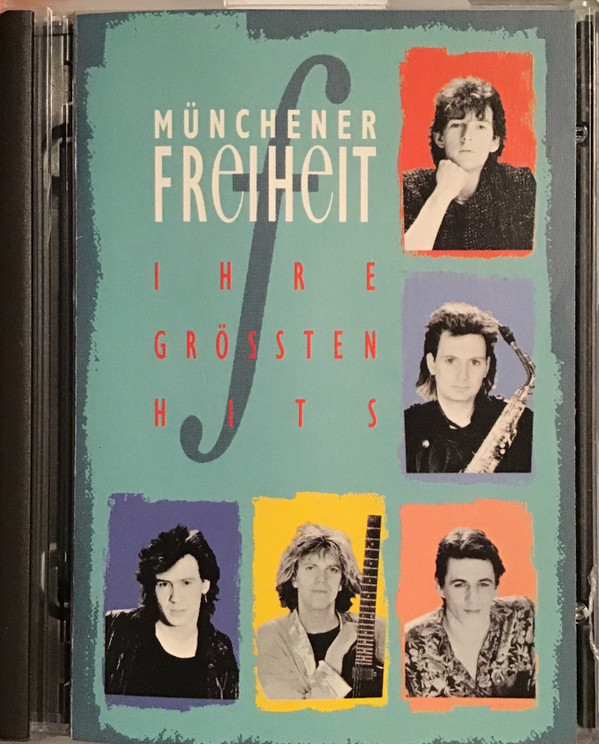 MÜNCHENER
FREIHEIT
IHRE
GRÖSSTEN
HITS